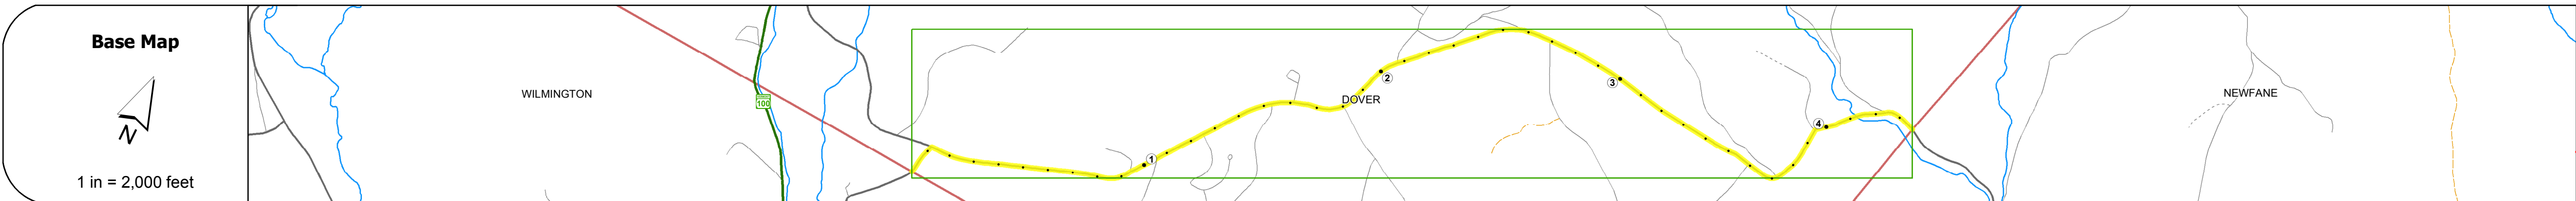 Base Map
N
1 in = 2,000 feet
WILMINGTON
100
1
DOVER
2
3
4
NEWFANE